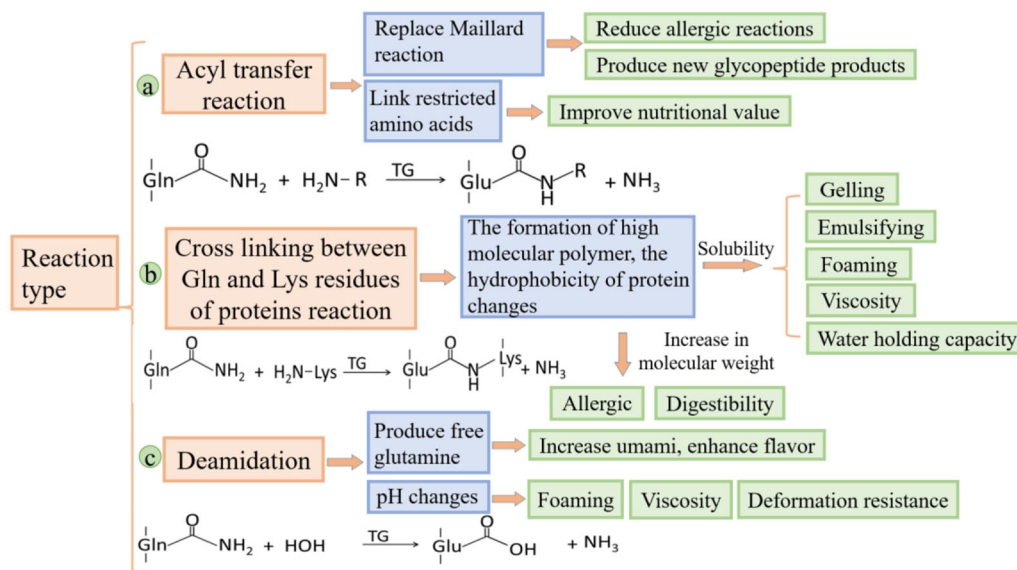 Reaction
type
a
Acyl transfer
reaction
Replace Maillard
reaction
Reduce allergic reactions
Produce new glycopeptide products
Link restricted
amino acids
Improve nutritional value
Gln
O
NH₂ + H₂N–R
TG
Glu
O
N
H
R
+ NH₃
b
Cross linking between
Gln and Lys residues
of proteins reaction
The formation of high
molecular polymer, the
hydrophobicity of protein
changes
Solubility
Gelling
Emulsifying
Foaming
Viscosity
Water holding capacity
Increase in
molecular weight
Allergic
Digestibility
Gln
O
NH₂ + H₂N–Lys
TG
Glu
O
N
H
Lys
+ NH₃
c
Deamidation
Produce free
glutamine
Increase umami, enhance flavor
pH changes
Foaming
Viscosity
Deformation resistance
Gln
O
NH₂ + HOH
TG
Glu
O
OH
+ NH₃